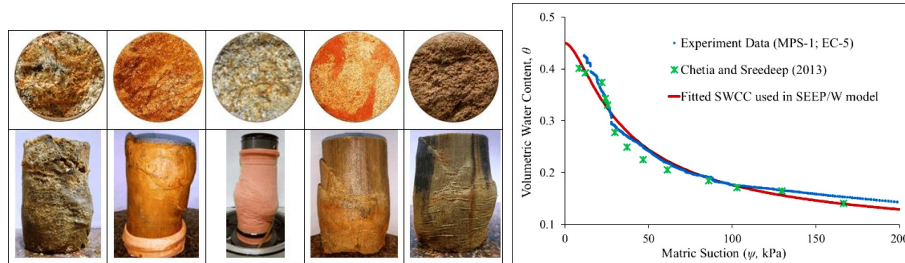 0.5
0.4
0.3
0.2
0.1
Volumetric Water Content, θ
Experiment Data (MPS-1; EC-5)
Chetia and Sreedeep (2013)
Fitted SWCC used in SEEP/W model
0 50 100 150 200
Matric Suction (ψ, kPa)